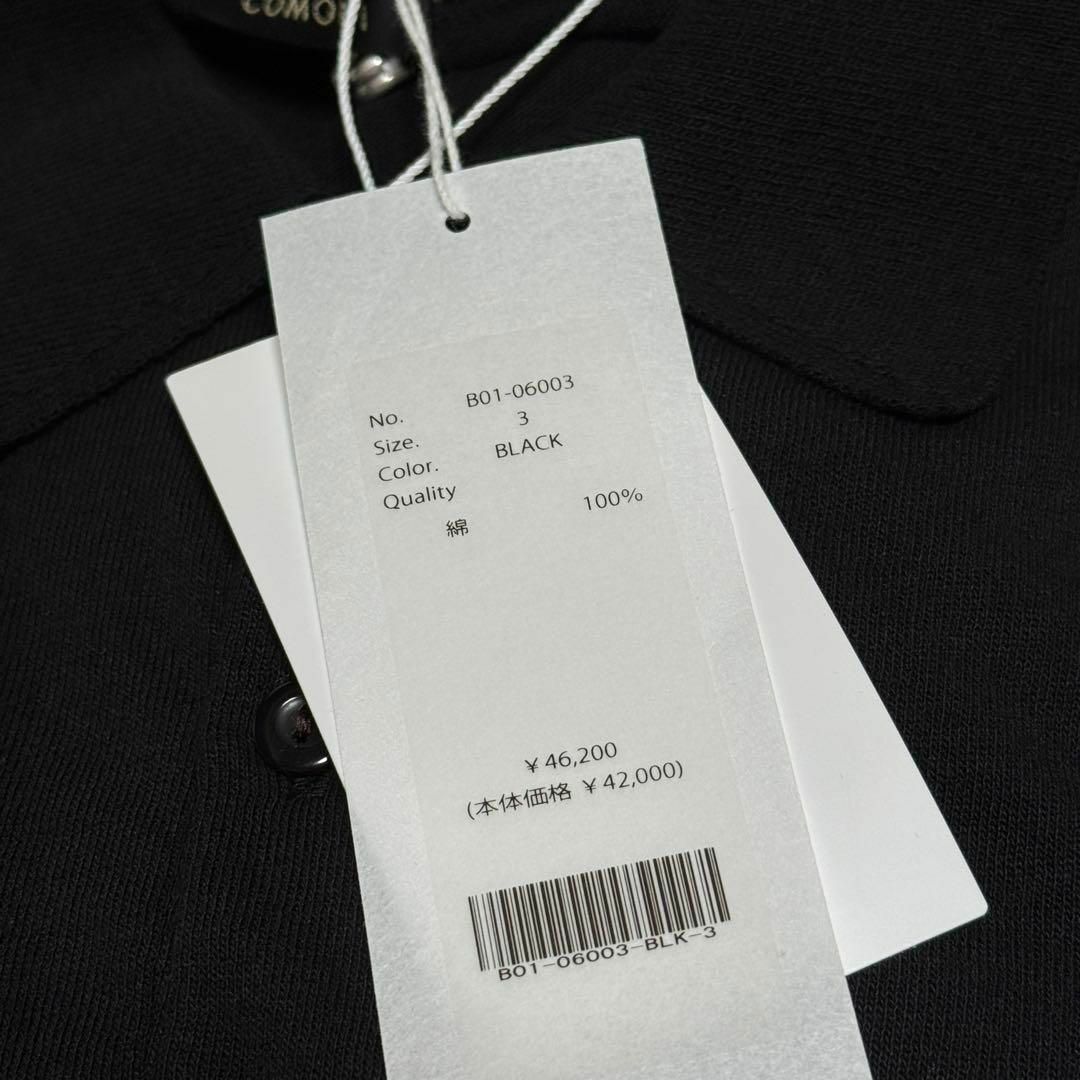 No. B01-06003
Size. 3
Color. BLACK
Quality
綿 100%
¥46,200
(本体価格 ¥42,000)
B01-06003-BLK-3